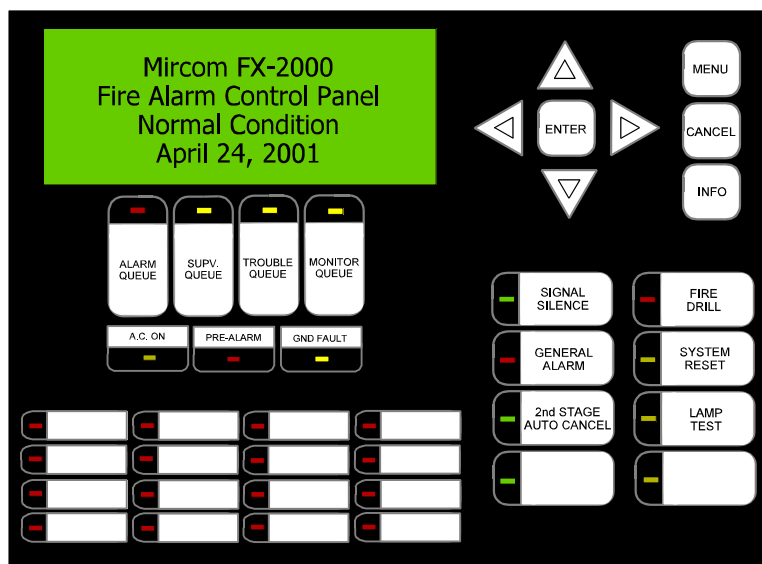 Mircom FX-2000
Fire Alarm Control Panel
Normal Condition
April 24, 2001
MENU
ENTER
CANCEL
INFO
ALARM
QUEUE
SUPV.
QUEUE
TROUBLE
QUEUE
MONITOR
QUEUE
A.C. ON
PRE-ALARM
GND FAULT
SIGNAL
SILENCE
FIRE
DRILL
GENERAL
ALARM
SYSTEM
RESET
2nd STAGE
AUTO CANCEL
LAMP
TEST